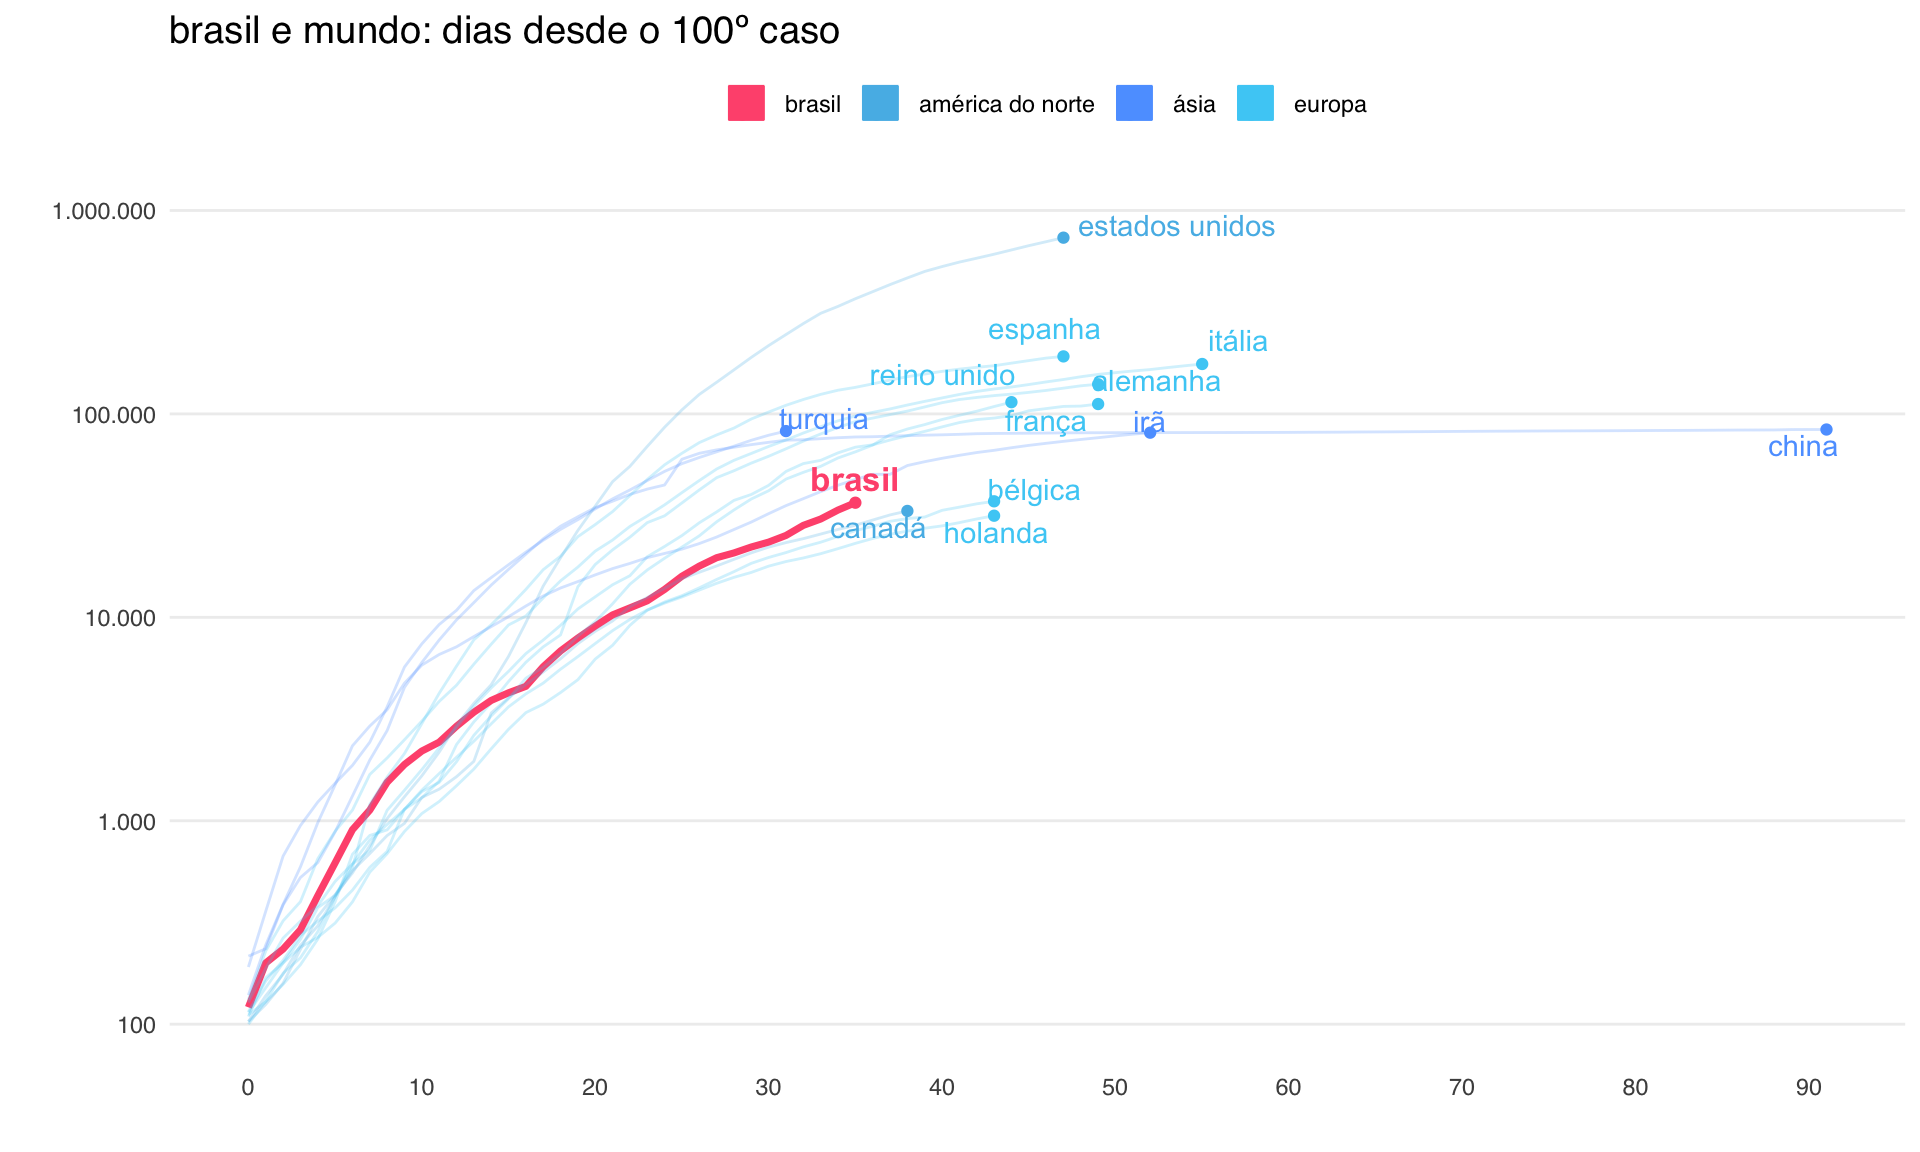 brasil e mundo: dias desde o 100º caso
brasil
américa do norte
ásia
europa
1.000.000
100.000
10.000
1.000
100
estados unidos
espanha
itália
reino unido
alemanha
turquia
frança
irã
china
brasil
bélgica
canadá
holanda
0 10 20 30 40 50 60 70 80 90